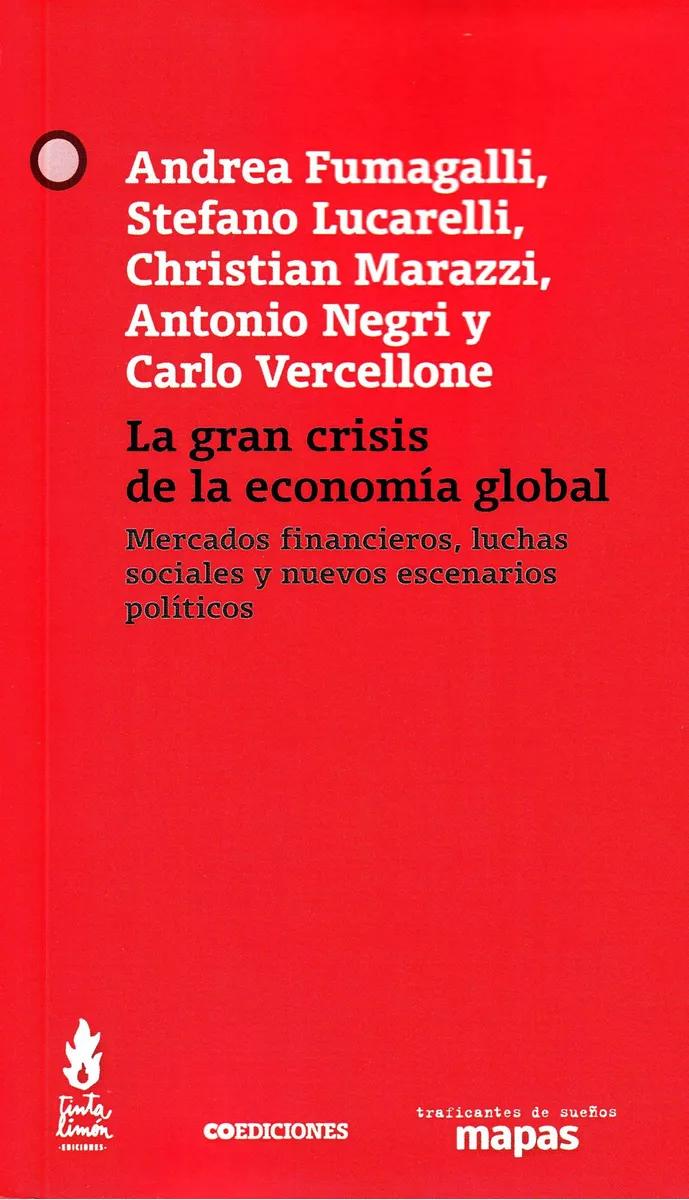 Andrea Fumagalli,
Stefano Lucarelli,
Christian Marazzi,
Antonio Negri y
Carlo Vercellone
La gran crisis
de la economía global
Mercados financieros, luchas
sociales y nuevos escenarios
políticos
tinta
limón
·EDICIONES·
COEDICIONES
traficantes de sueños
mapas